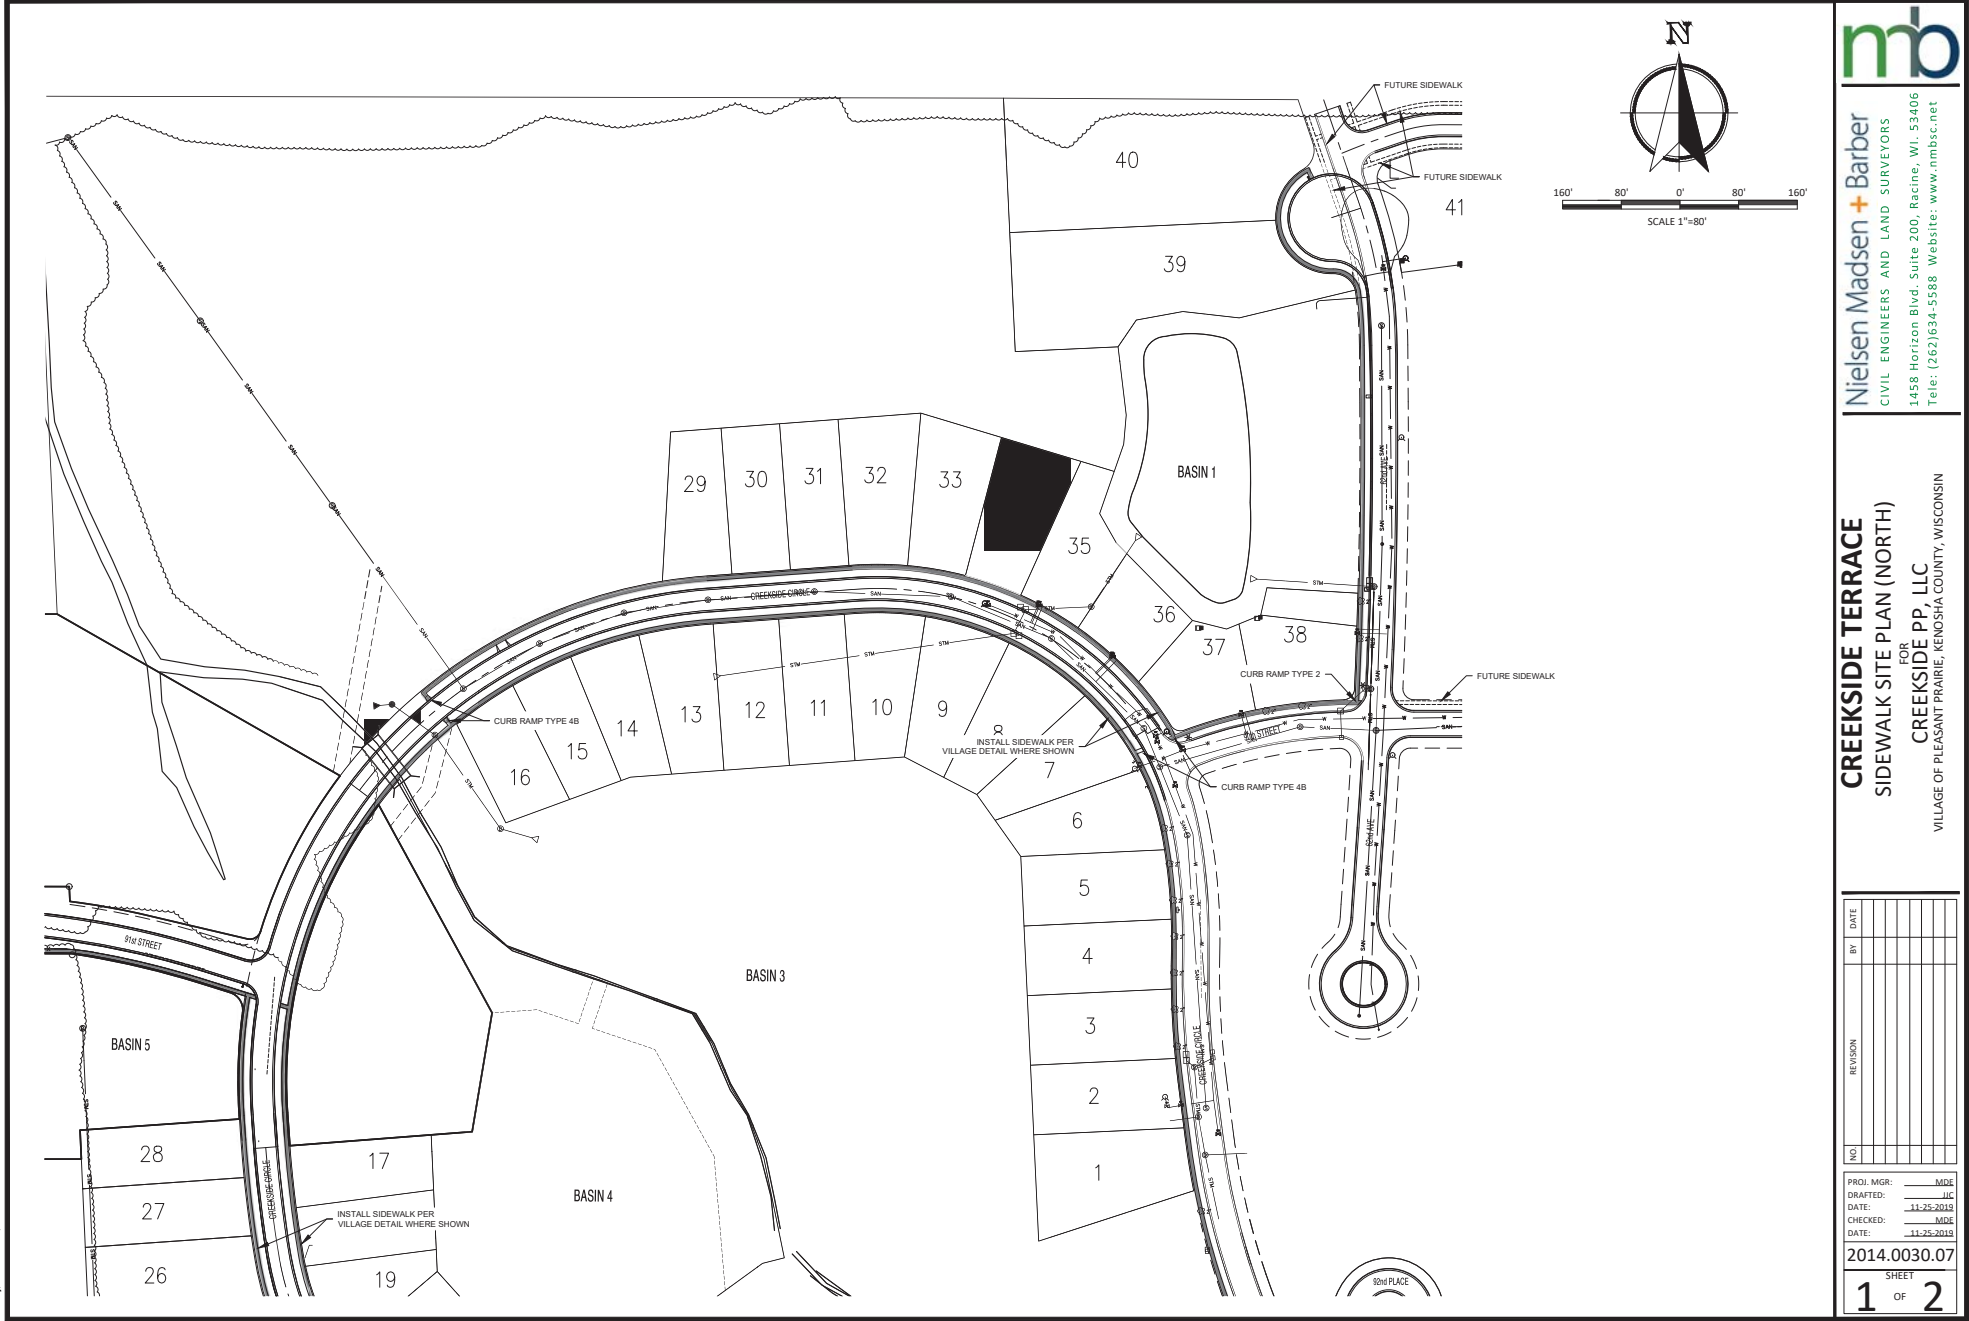 N
160' 80' 0' 80' 160'
SCALE 1"=80'
FUTURE SIDEWALK
FUTURE SIDEWALK
40
41
39
BASIN 1
29
30
31
32
33
35
36
37
38
CURB RAMP TYPE 2
FUTURE SIDEWALK
CREEKSIDE CIRCLE
62nd AVE
CURB RAMP TYPE 4B
16
15
14
13
12
11
10
9
8
INSTALL SIDEWALK PER
VILLAGE DETAIL WHERE SHOWN
7
CURB RAMP TYPE 4B
6
5
4
3
2
1
62nd AVE
CREEKSIDE CIRCLE
91st STREET
BASIN 3
BASIN 5
BASIN 4
28
27
26
17
19
CREEKSIDE CIRCLE
INSTALL SIDEWALK PER
VILLAGE DETAIL WHERE SHOWN
92nd PLACE
SAN
STM
W
mb
Nielsen Madsen + Barber
CIVIL ENGINEERS AND LAND SURVEYORS
1458 Horizon Blvd. Suite 200, Racine, WI. 53406
Tele: (262)634-5588 Website: www.nmbsc.net
CREEKSIDE TERRACE
SIDEWALK SITE PLAN (NORTH)
FOR
CREEKSIDE PP, LLC
VILLAGE OF PLEASANT PRAIRIE, KENOSHA COUNTY, WISCONSIN
NO. REVISION BY DATE
PROJ. MGR: MDE
DRAFTED: JJC
DATE: 11-25-2019
CHECKED: MDE
DATE: 11-25-2019
2014.0030.07
SHEET
1 OF 2